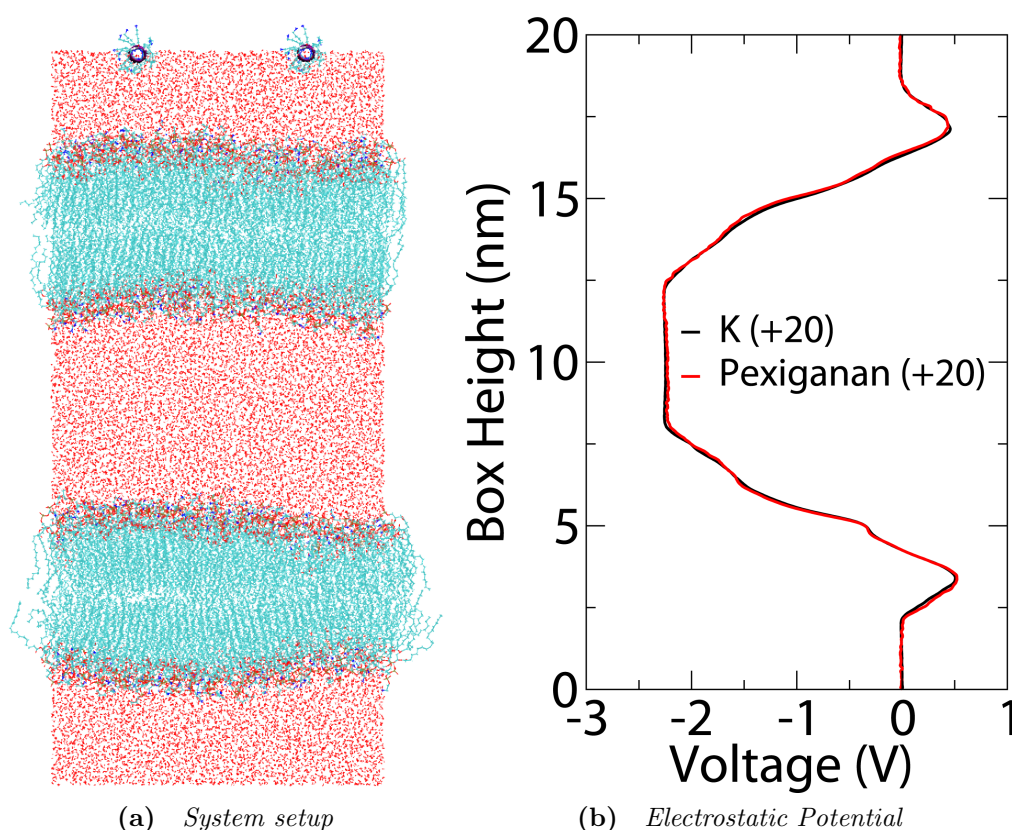 20
15
10
5
0
Box Height (nm)
K (+20)
Pexiganan (+20)
-3 -2 -1 0 1
Voltage (V)
(a) System setup
(b) Electrostatic Potential